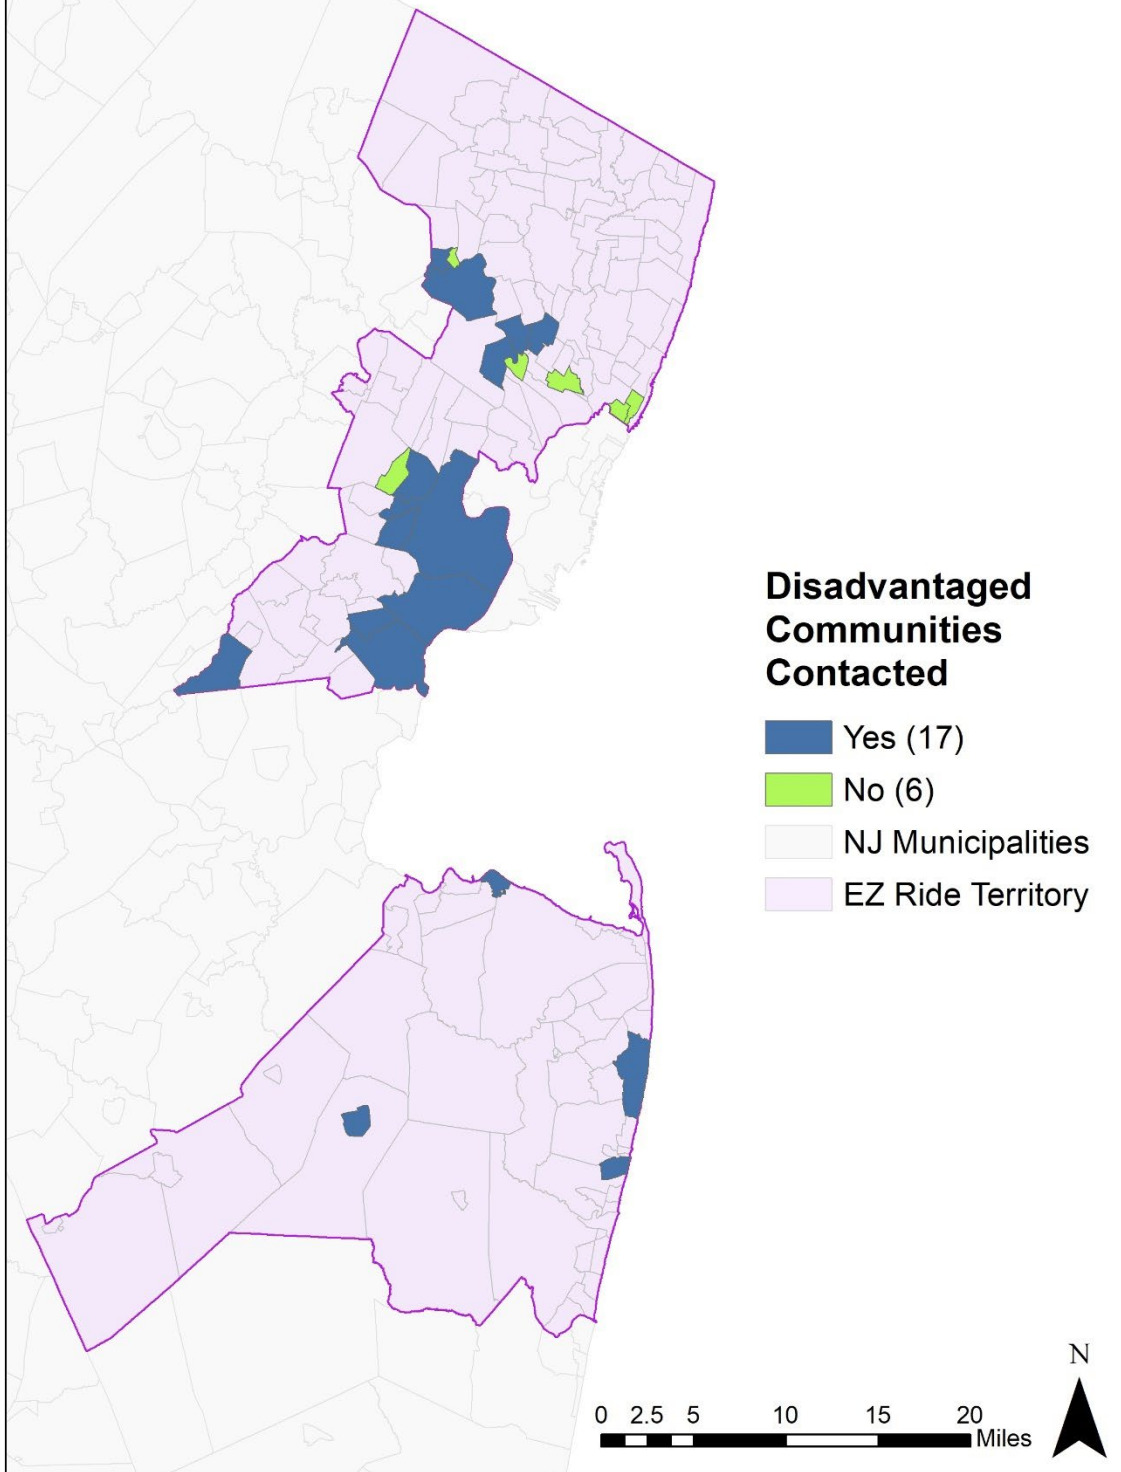 Disadvantaged
Communities
Contacted
Yes (17)
No (6)
NJ Municipalities
EZ Ride Territory
N
0 2.5 5 10 15 20
Miles